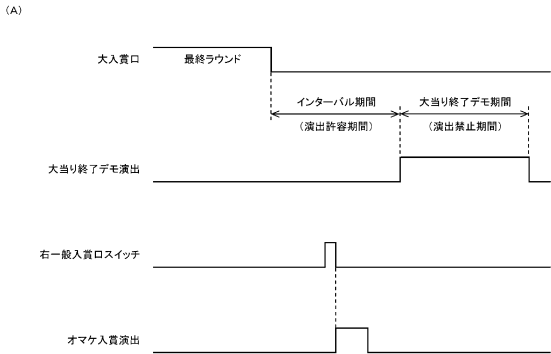 (A)
大入賞口
最終ラウンド
インターバル期間
大当り終了デモ期間
(演出許容期間)
(演出禁止期間)
大当り終了デモ演出
右一般入賞口スイッチ
オマケ入賞演出